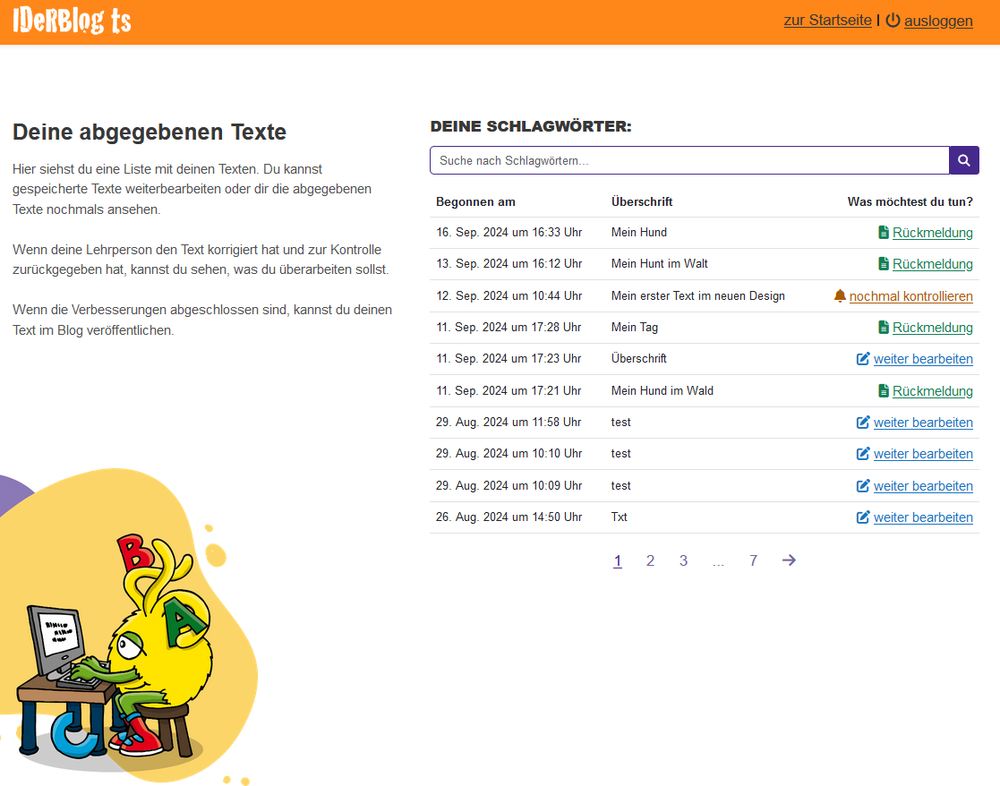 IDeRBlog ts
zur Startseite | ausloggen
Deine abgegebenen Texte
Hier siehst du eine Liste mit deinen Texten. Du kannst
gespeicherte Texte weiterbearbeiten oder dir die abgegebenen
Texte nochmals ansehen.
Wenn deine Lehrperson den Text korrigiert hat und zur Kontrolle
zurückgegeben hat, kannst du sehen, was du überarbeiten sollst.
Wenn die Verbesserungen abgeschlossen sind, kannst du deinen
Text im Blog veröffentlichen.
DEINE SCHLAGWÖRTER:
Suche nach Schlagwörtern...
Begonnen am Überschrift Was möchtest du tun?
16. Sep. 2024 um 16:33 Uhr Mein Hund Rückmeldung
13. Sep. 2024 um 16:12 Uhr Mein Hunt im Walt Rückmeldung
12. Sep. 2024 um 10:44 Uhr Mein erster Text im neuen Design nochmal kontrollieren
11. Sep. 2024 um 17:28 Uhr Mein Tag Rückmeldung
11. Sep. 2024 um 17:23 Uhr Überschrift weiter bearbeiten
11. Sep. 2024 um 17:21 Uhr Mein Hund im Wald Rückmeldung
29. Aug. 2024 um 11:58 Uhr test weiter bearbeiten
29. Aug. 2024 um 10:10 Uhr test weiter bearbeiten
29. Aug. 2024 um 10:09 Uhr test weiter bearbeiten
26. Aug. 2024 um 14:50 Uhr Txt weiter bearbeiten
1 2 3 ... 7 →
B
A
C